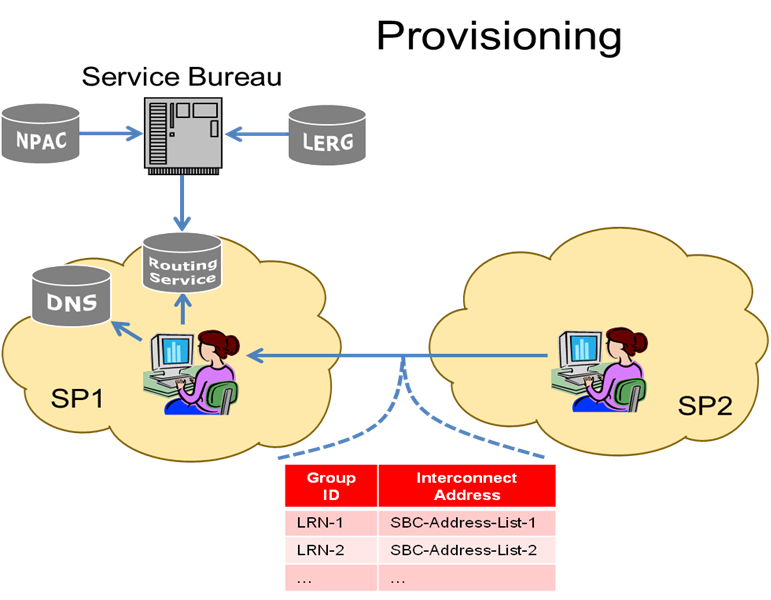 Provisioning
Service Bureau
NPAC
LERG
Routing
Service
DNS
SP1
SP2
Group
ID
Interconnect
Address
LRN-1
SBC-Address-List-1
LRN-2
SBC-Address-List-2
...
...